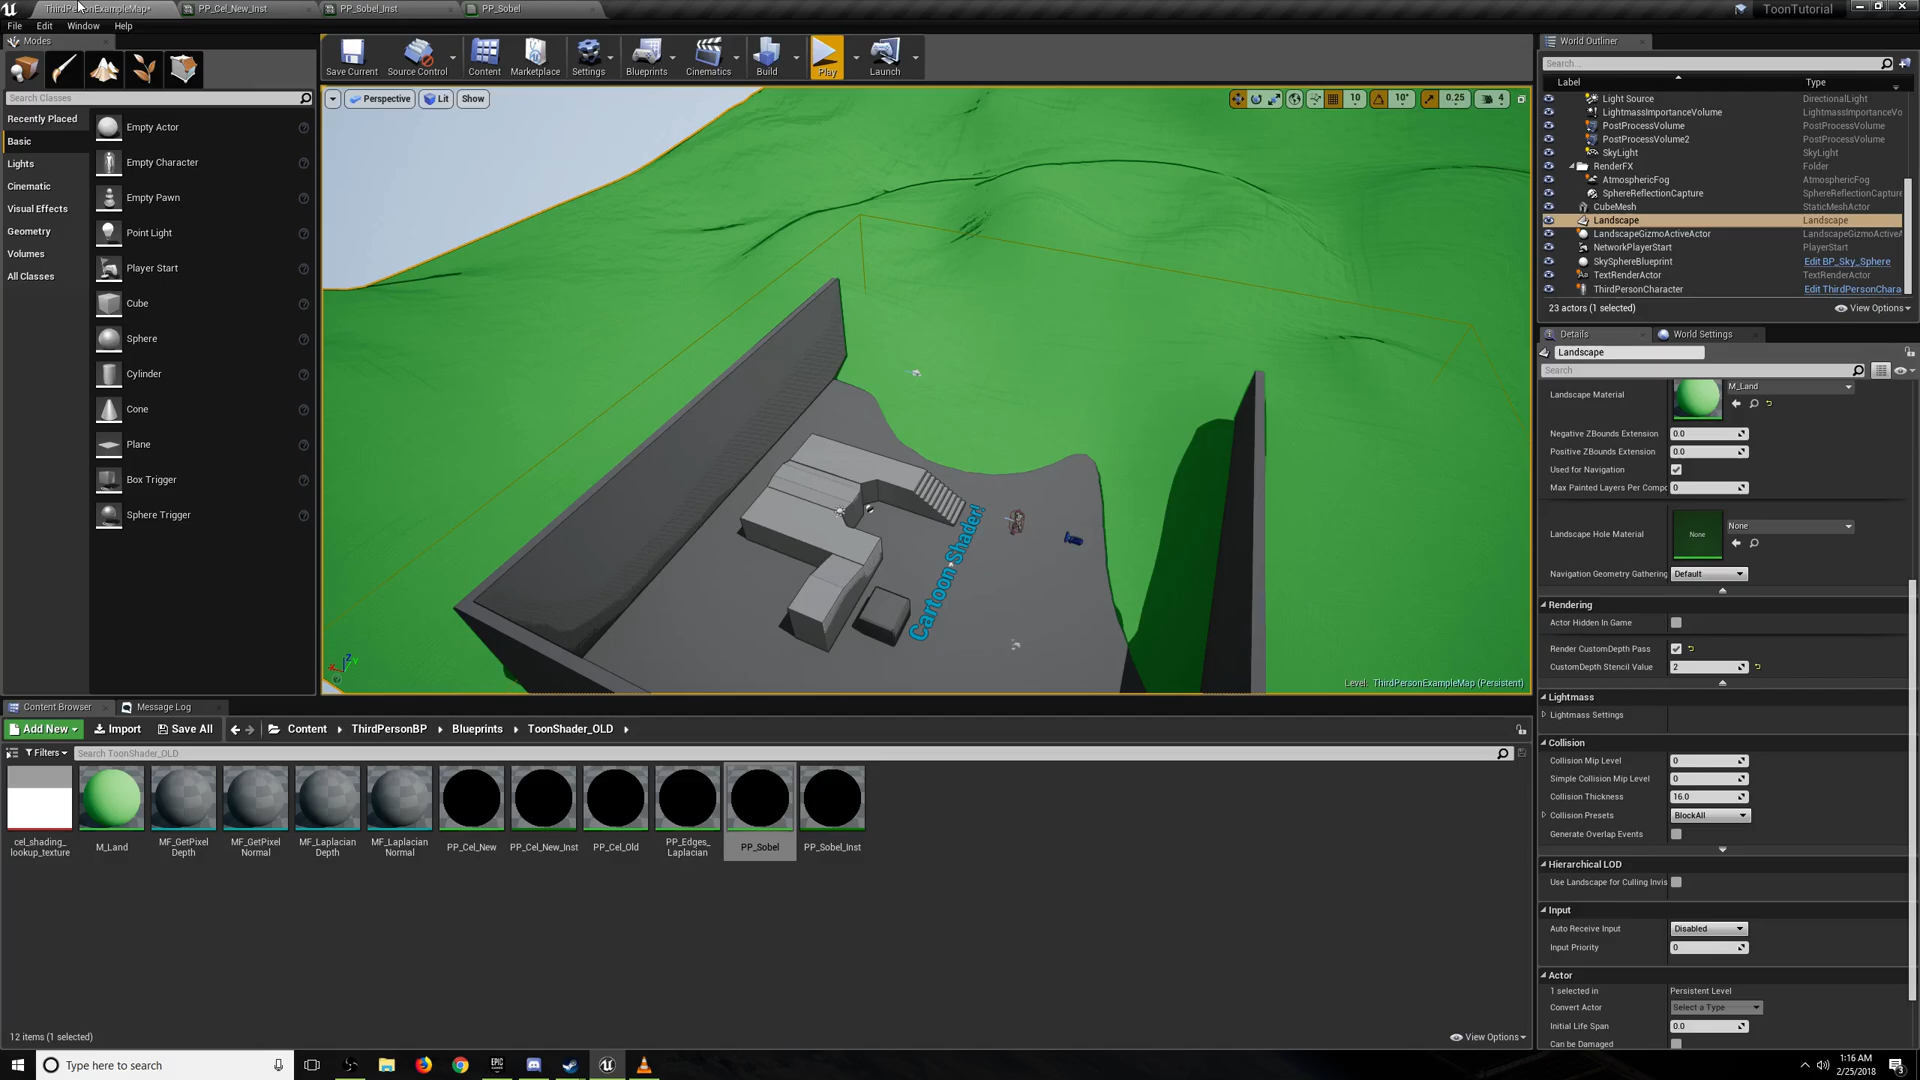 ThirdPersonExampleMap*
PP_Cel_New_Inst
PP_Sobel_Inst
PP_Sobel
ToonTutorial
File Edit Window Help
Modes
Search Classes
Recently Placed
Basic
Lights
Cinematic
Visual Effects
Geometry
Volumes
All Classes
Empty Actor
Empty Character
Empty Pawn
Point Light
Player Start
Cube
Sphere
Cylinder
Cone
Plane
Box Trigger
Sphere Trigger
Save Current
Source Control
Content
Marketplace
Settings
Blueprints
Cinematics
Build
Play
Launch
Perspective
Lit
Show
10
10°
0.25
4
Cartoon Shader!
Level: ThirdPersonExampleMap (Persistent)
World Outliner
Search...
Label Type
Light Source DirectionalLight
LightmassImportanceVolume LightmassImportanceVo
PostProcessVolume PostProcessVolume
PostProcessVolume2 PostProcessVolume
SkyLight SkyLight
RenderFX Folder
AtmosphericFog AtmosphericFog
SphereReflectionCapture SphereReflectionCapture
CubeMesh StaticMeshActor
Landscape Landscape
LandscapeGizmoActiveActor LandscapeGizmoActiveA
NetworkPlayerStart PlayerStart
SkySphereBlueprint Edit BP_Sky_Sphere
TextRenderActor TextRenderActor
ThirdPersonCharacter Edit ThirdPersonChara
23 actors (1 selected)
View Options
Details
World Settings
Landscape
Search
Landscape Material M_Land
Negative ZBounds Extension 0.0
Positive ZBounds Extension 0.0
Used for Navigation
Max Painted Layers Per Compo 0
Landscape Hole Material None None
Navigation Geometry Gathering Default
Rendering
Actor Hidden In Game
Render CustomDepth Pass
CustomDepth Stencil Value 2
Lightmass
Lightmass Settings
Collision
Collision Mip Level 0
Simple Collision Mip Level 0
Collision Thickness 16.0
Collision Presets BlockAll
Generate Overlap Events
Hierarchical LOD
Use Landscape for Culling Invis
Input
Auto Receive Input Disabled
Input Priority 0
Actor
1 selected in Persistent Level
Convert Actor Select a Type
Initial Life Span 0.0
Can be Damaged
Content Browser
Message Log
Add New
Import
Save All
Content
ThirdPersonBP
Blueprints
ToonShader_OLD
Filters
Search ToonShader_OLD
cel_shading_
lookup_texture
M_Land
MF_GetPixel
Depth
MF_GetPixel
Normal
MF_Laplacian
Depth
MF_Laplacian
Normal
PP_Cel_New
PP_Cel_New_Inst
PP_Cel_Old
PP_Edges_
Laplacian
PP_Sobel
PP_Sobel_Inst
12 items (1 selected)
View Options
Type here to search
EPIC
1:16 AM
2/25/2018
3